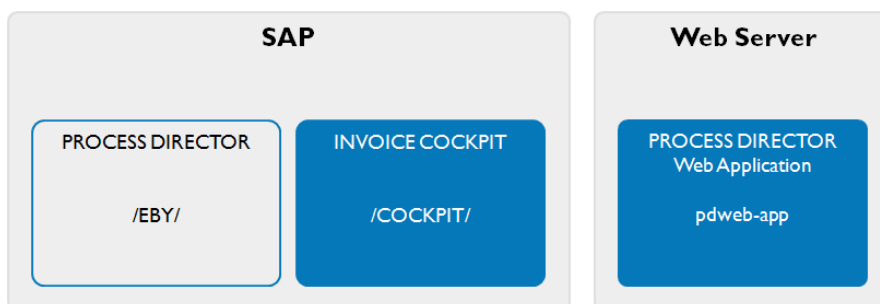 SAP
PROCESS DIRECTOR
/EBY/
INVOICE COCKPIT
/COCKPIT/
Web Server
PROCESS DIRECTOR
Web Application
pdweb-app